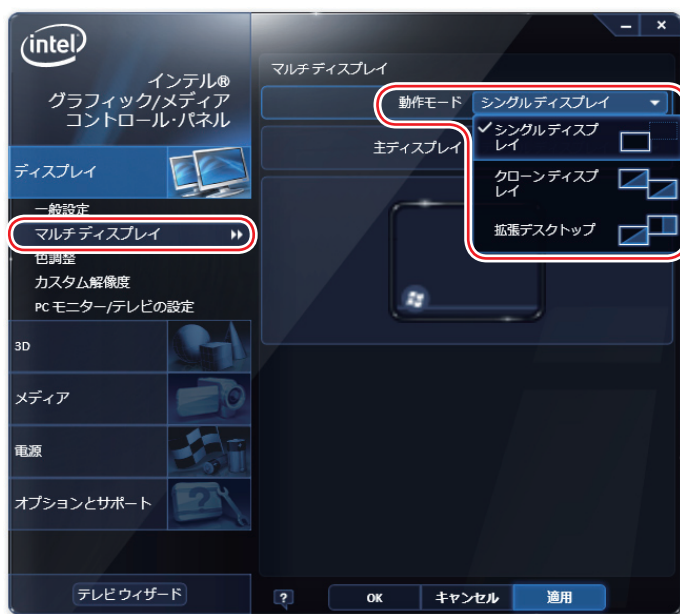 intel
インテル®
グラフィック/メディア
コントロール・パネル
ディスプレイ
一般設定
マルチディスプレイ
色調整
カスタム解像度
PC モニター/テレビの設定
3D
メディア
電源
オプションとサポート
テレビ ウィザード
マルチ ディスプレイ
動作モード シングル ディスプレイ
主ディスプレイ
シングル ディスプ
レイ
クローン ディスプ
レイ
拡張デスクトップ
?
OK キャンセル 適用